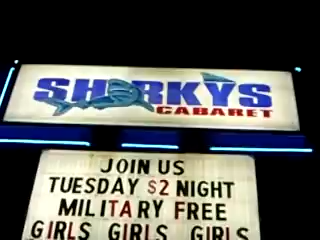 SHARKYS
CABARET
JOIN US
TUESDAY $2 NIGHT
MILITARY FREE
GIRLS GIRLS GIRLS